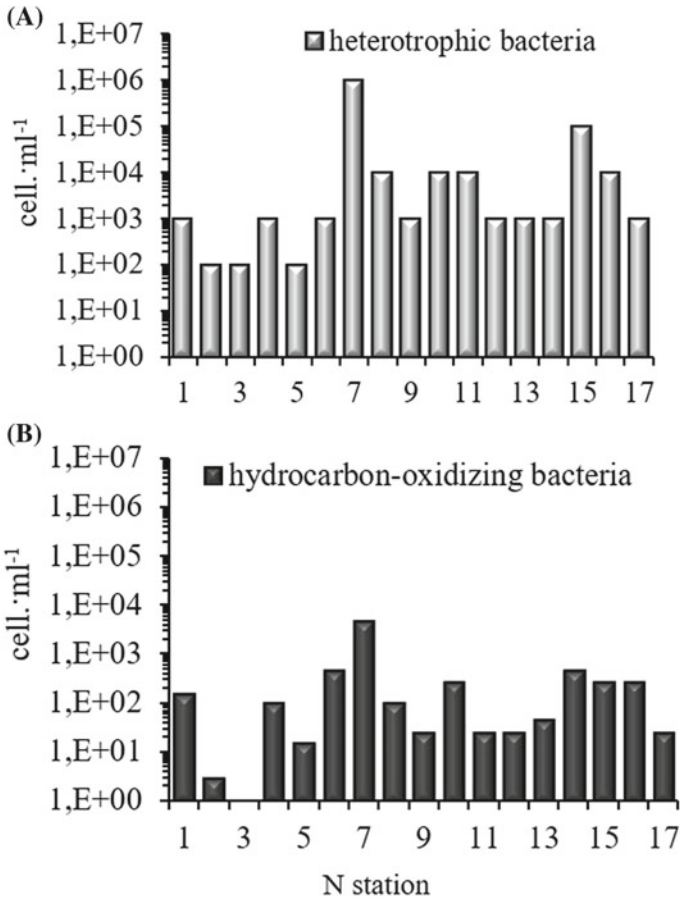 (A)
heterotrophic bacteria
1,E+07
1,E+06
1,E+05
1,E+04
1,E+03
1,E+02
1,E+01
1,E+00
cell.·ml⁻¹
1 3 5 7 9 11 13 15 17
(B)
hydrocarbon-oxidizing bacteria
1,E+07
1,E+06
1,E+05
1,E+04
1,E+03
1,E+02
1,E+01
1,E+00
cell.·ml⁻¹
1 3 5 7 9 11 13 15 17
N station